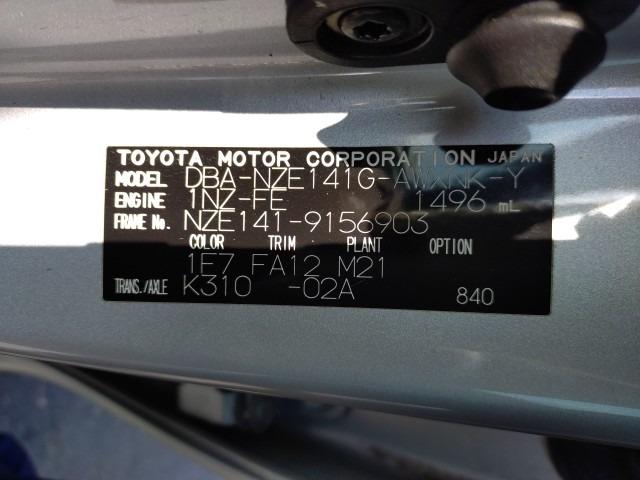 TOYOTA MOTOR CORPORATION JAPAN
MODEL DBA-NZE141G-AWXNK-Y
ENGINE 1NZ-FE 1496 mL
FRAME No. NZE141-9156903
COLOR TRIM PLANT OPTION
1E7 FA12 M21
TRANS./AXLE K310 -02A 840